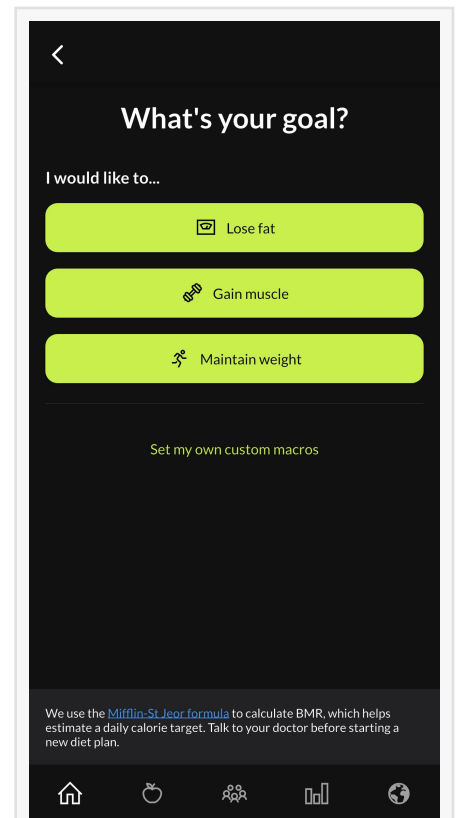 What's your goal?
I would like to...
Lose fat
Gain muscle
Maintain weight
Set my own custom macros
We use the Mifflin-St Jeor formula to calculate BMR, which helps
estimate a daily calorie target. Talk to your doctor before starting a
new diet plan.